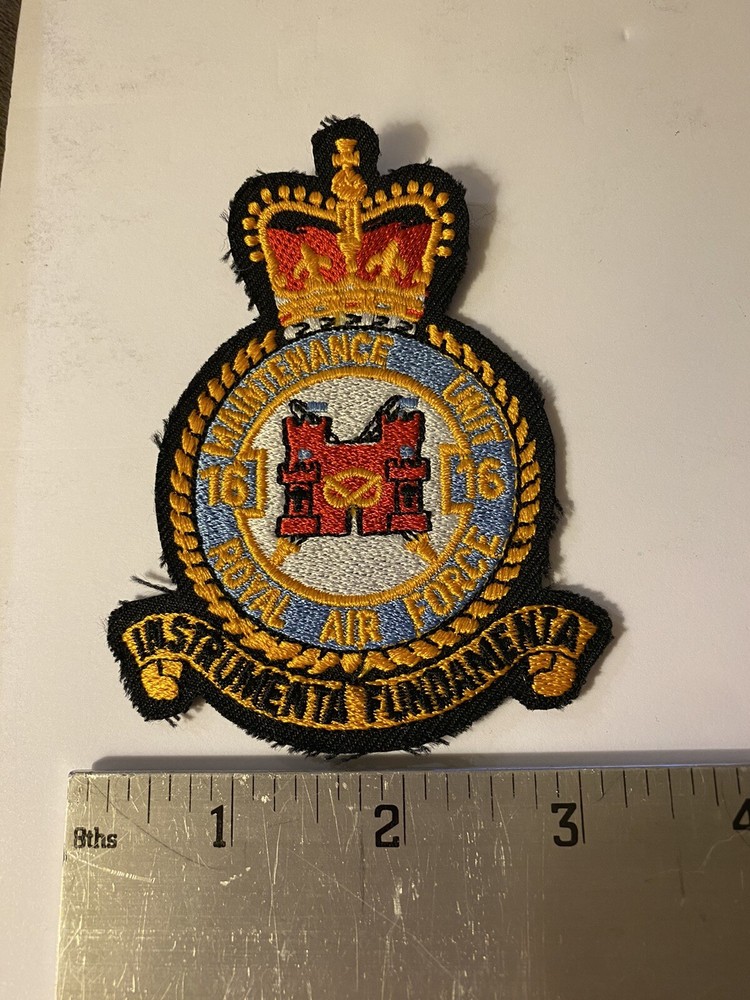 MAINTENANCE UNIT
16 16
ROYAL AIR FORCE
INSTRUMENTA FUNDAMENTA
1 2 3 4
8ths